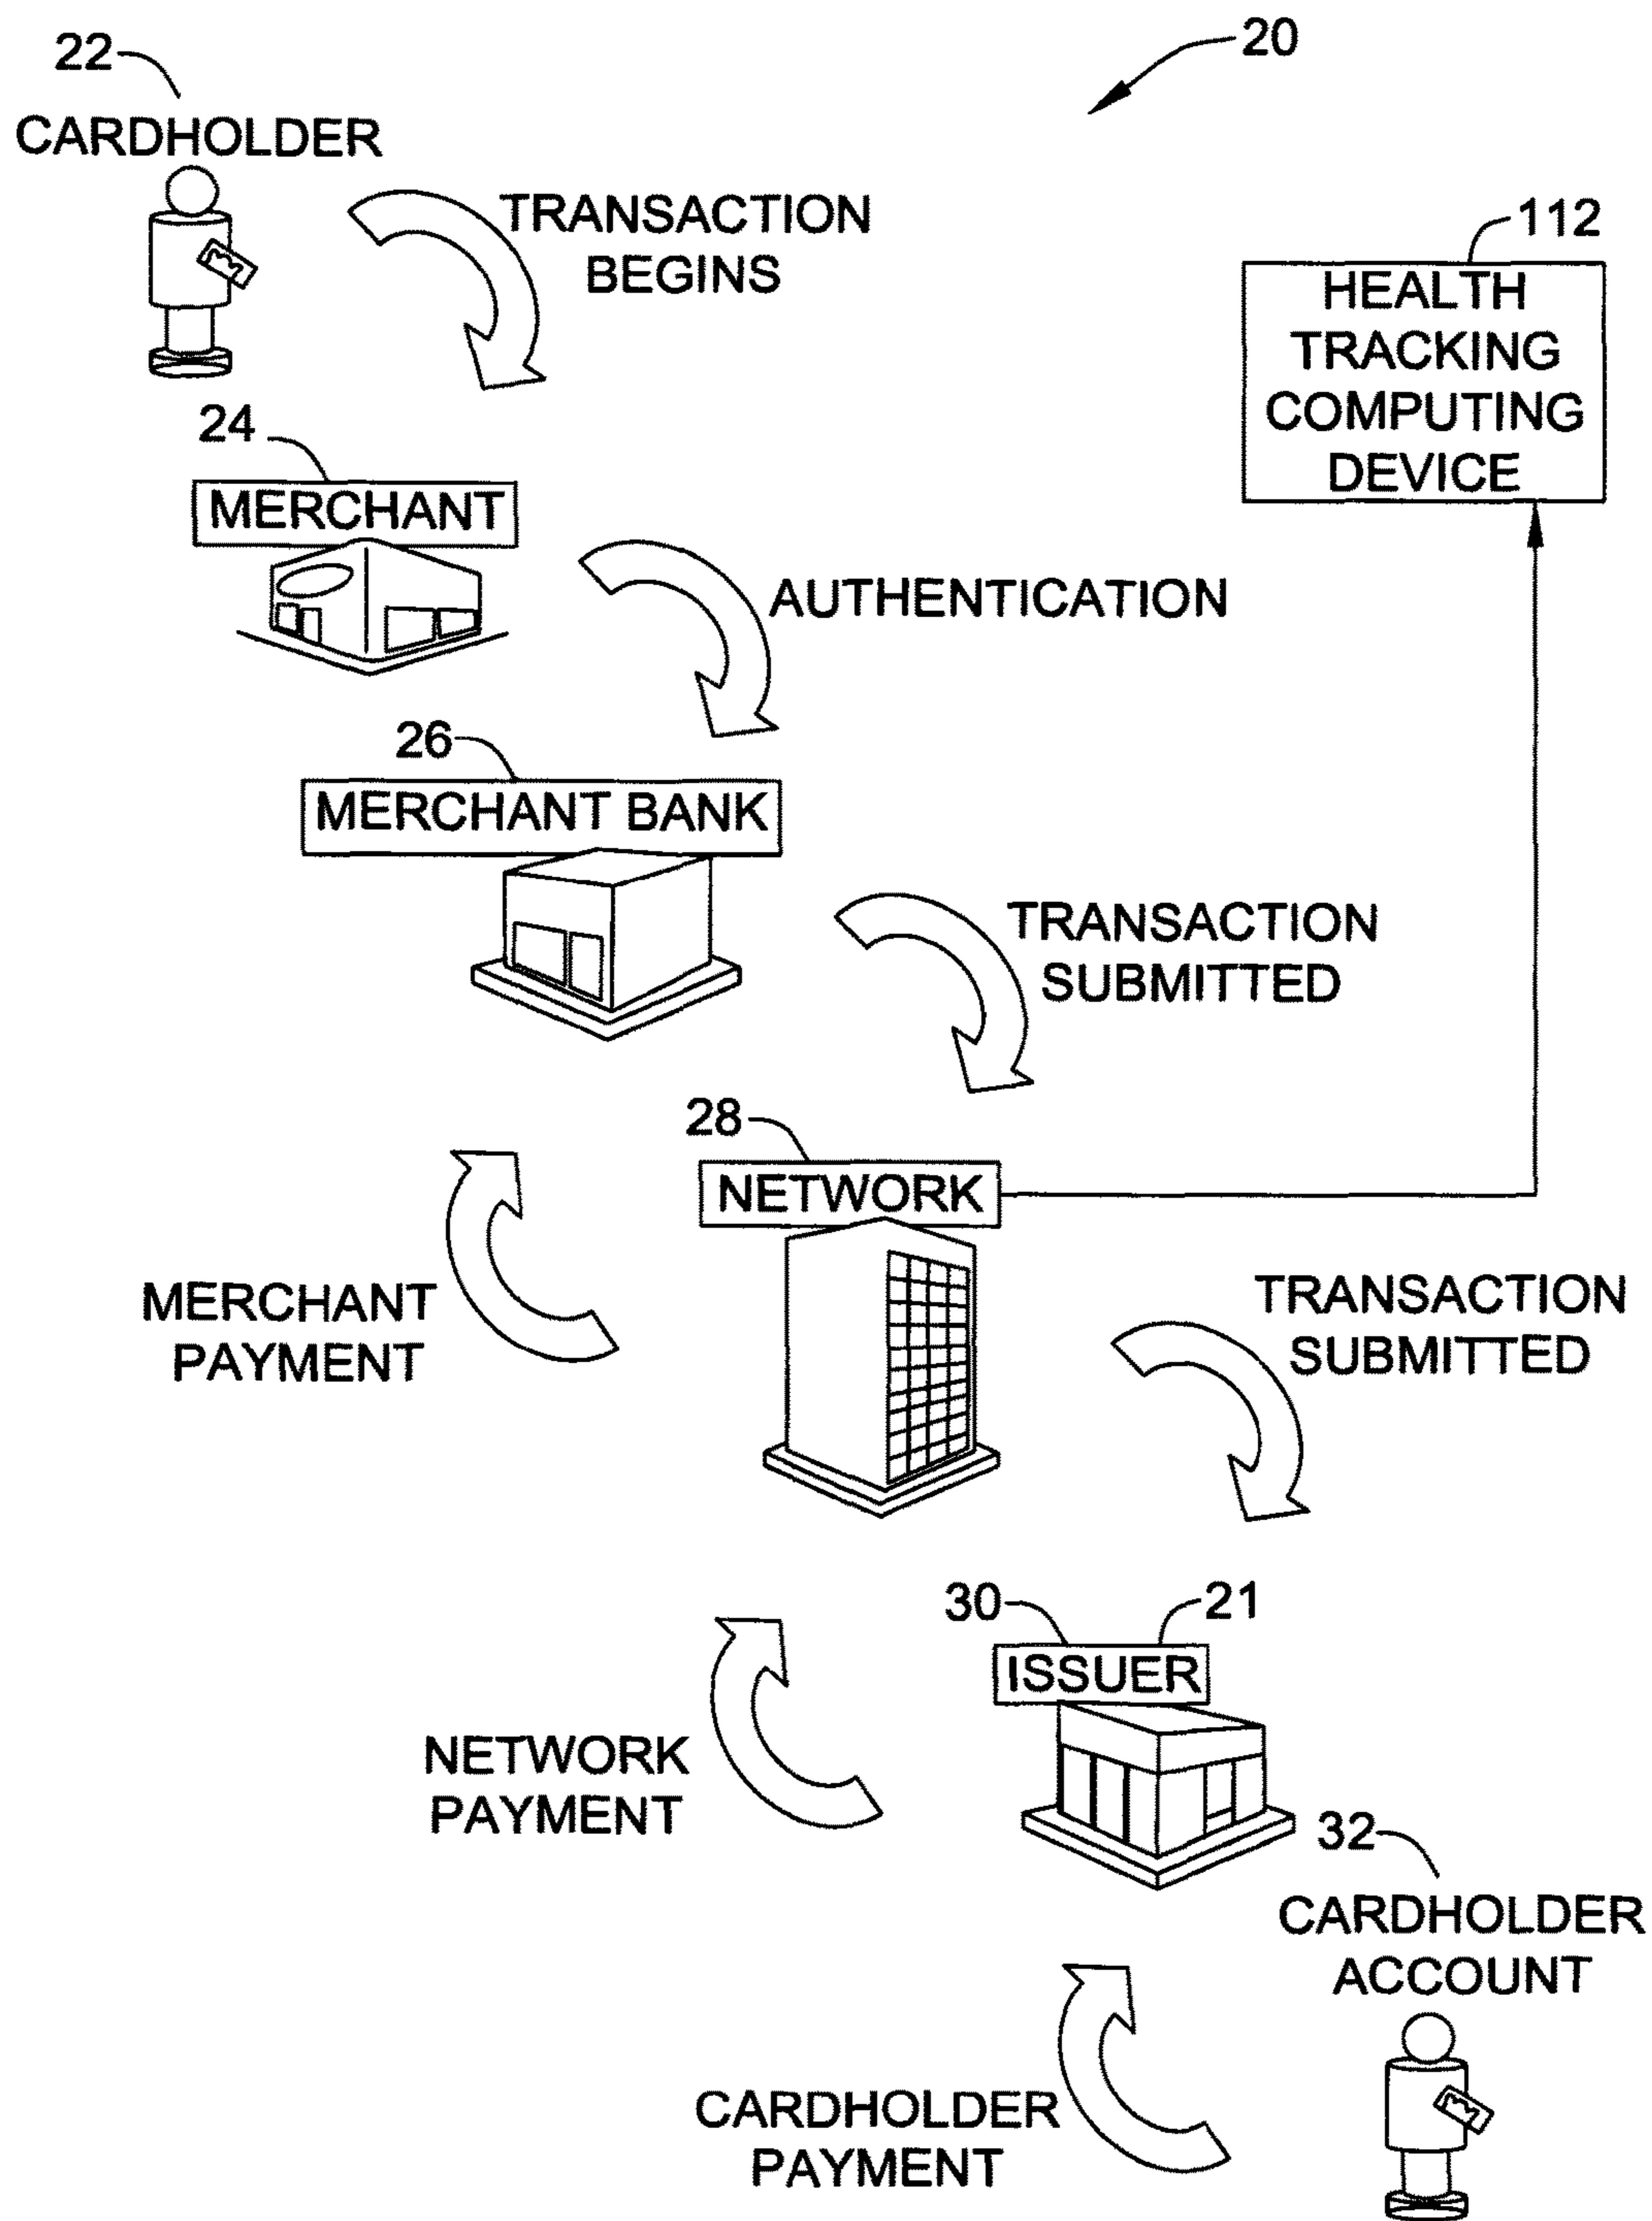 20
22
CARDHOLDER
TRANSACTION
BEGINS
112
HEALTH
TRACKING
COMPUTING
DEVICE
24
MERCHANT
AUTHENTICATION
26
MERCHANT BANK
TRANSACTION
SUBMITTED
28
NETWORK
MERCHANT
PAYMENT
TRANSACTION
SUBMITTED
30
21
ISSUER
NETWORK
PAYMENT
32
CARDHOLDER
ACCOUNT
CARDHOLDER
PAYMENT